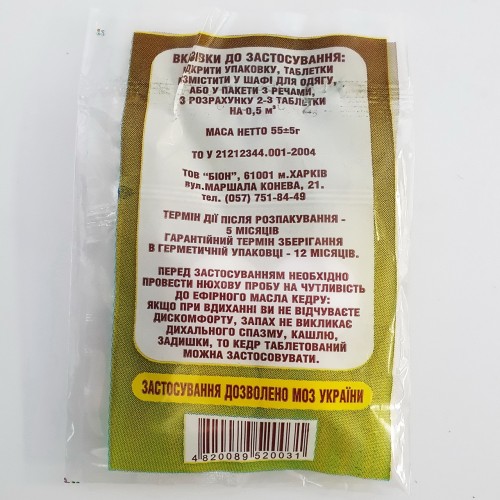 ВКАЗІВКИ ДО ЗАСТОСУВАННЯ:
ВІДКРИТИ УПАКОВКУ, ТАБЛЕТКИ
РОЗМІСТИТИ У ШАФІ ДЛЯ ОДЯГУ,
АБО У ПАКЕТИ З РЕЧАМИ,
З РОЗРАХУНКУ 2-3 ТАБЛЕТКИ
НА 0,5 м³
МАСА НЕТТО 55±5г
ТО У 21212344.001-2004
ТОВ "БІОН", 61001 м.ХАРКІВ
вул.МАРШАЛА КОНЕВА, 21.
тел. (057) 751-84-49
ТЕРМІН ДІЇ ПІСЛЯ РОЗПАКУВАННЯ -
5 МІСЯЦІВ
ГАРАНТІЙНИЙ ТЕРМІН ЗБЕРІГАННЯ
В ГЕРМЕТИЧНІЙ УПАКОВЦІ - 12 МІСЯЦІВ.
ПЕРЕД ЗАСТОСУВАННЯМ НЕОБХІДНО
ПРОВЕСТИ НЮХОВУ ПРОБУ НА ЧУТЛИВІСТЬ
ДО ЕФІРНОГО МАСЛА КЕДРУ:
ЯКЩО ПРИ ВДИХАННІ ВИ НЕ ВІДЧУВАЄТЕ
ДИСКОМФОРТУ, ЗАПАХ НЕ ВИКЛИКАЄ
ДИХАЛЬНОГО СПАЗМУ, КАШЛЮ,
ЗАДИШКИ, ТО КЕДР ТАБЛЕТОВАНИЙ
МОЖНА ЗАСТОСОВУВАТИ.
ЗАСТОСУВАННЯ ДОЗВОЛЕНО МОЗ УКРАЇНИ
4 820089 520031